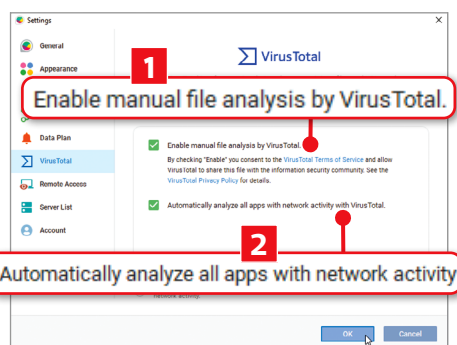 Settings
General
VirusTotal
Appearance
1
Enable manual file analysis by VirusTotal.
Data Plan
Enable manual file analysis by VirusTotal.
By checking "Enable" you consent to the VirusTotal Terms of Service and allow
VirusTotal to share this file with the information security community. See the
VirusTotal Privacy Policy for details.
VirusTotal
Remote Access
Server List
Automatically analyze all apps with network activity with VirusTotal.
Account
2
Automatically analyze all apps with network activity
network activity.
OK
Cancel